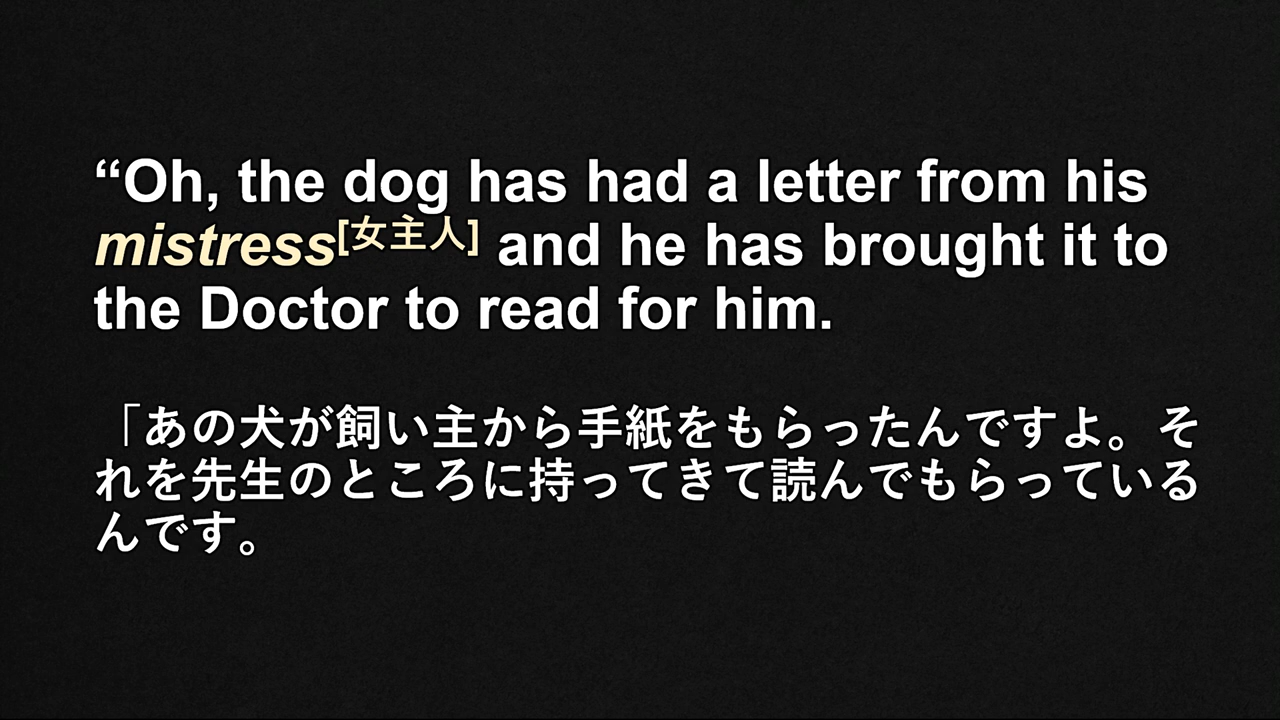 “Oh, the dog has had a letter from his
mistress[女主人] and he has brought it to
the Doctor to read for him.
「あの犬が飼い主から手紙をもらったんですよ。そ
れを先生のところに持ってきて読んでもらっている
んです。